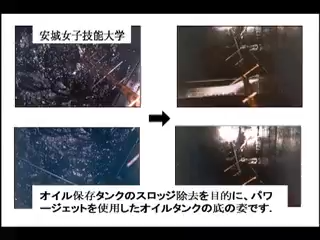 安城女子技能大学
オイル保存タンクのスロッジ除去を目的に、パワ
ージェットを使用したオイルタンクの底の姿です.